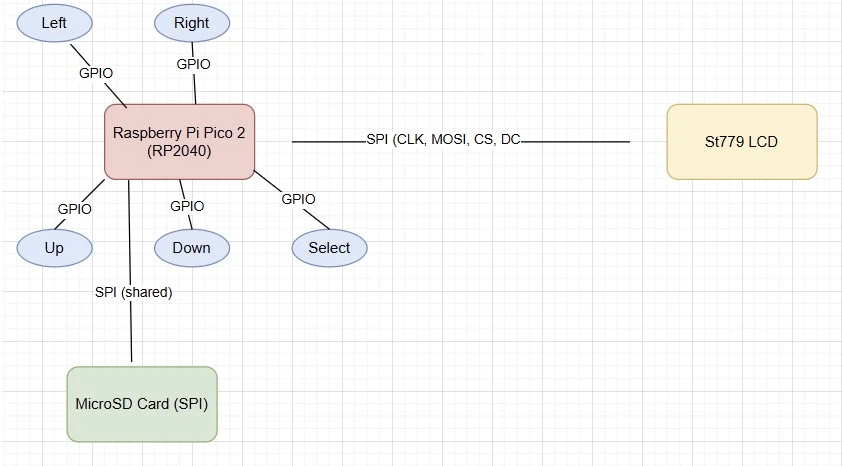 Left
Right
GPIO
GPIO
Raspberry Pi Pico 2
(RP2040)
SPI (CLK, MOSI, CS, DC
St779 LCD
GPIO
GPIO
GPIO
Up
Down
Select
SPI (shared)
MicroSD Card (SPI)